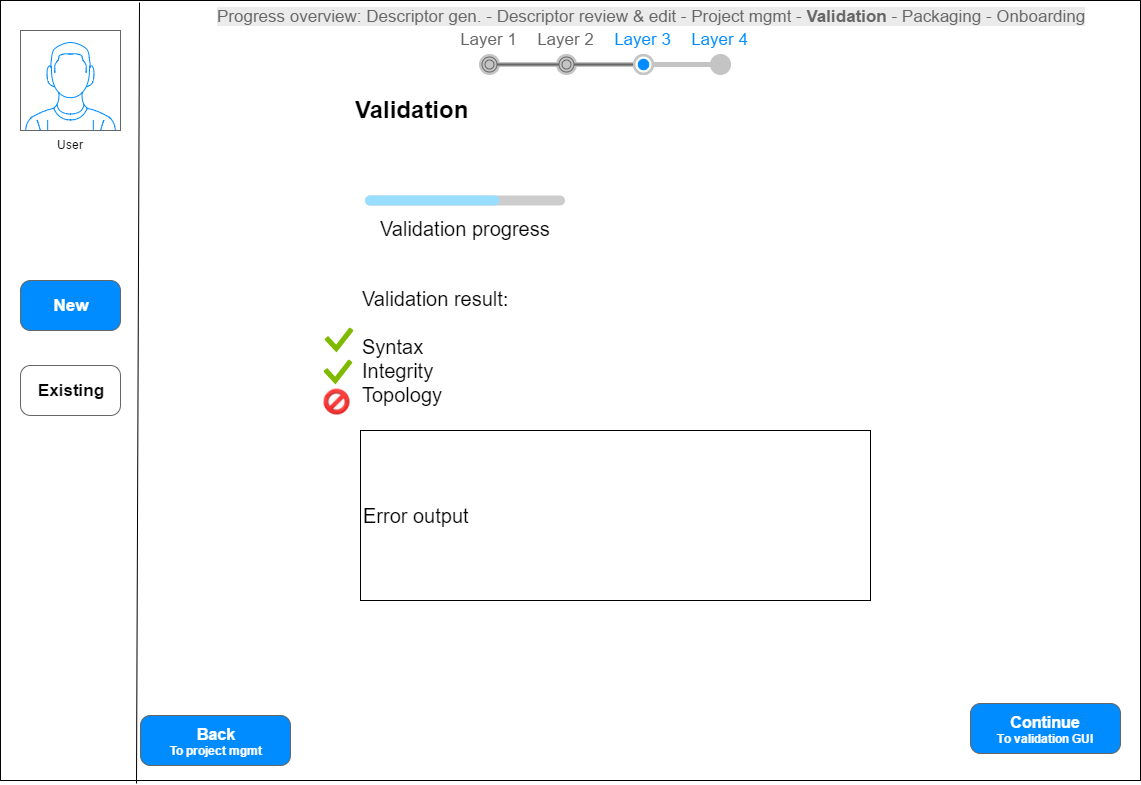 Progress overview: Descriptor gen. - Descriptor review & edit - Project mgmt - Validation - Packaging - Onboarding
Layer 1 Layer 2 Layer 3 Layer 4
Validation
User
Validation progress
New
Validation result:
Syntax
Integrity
Topology
Existing
Error output
Back
To project mgmt
Continue
To validation GUI